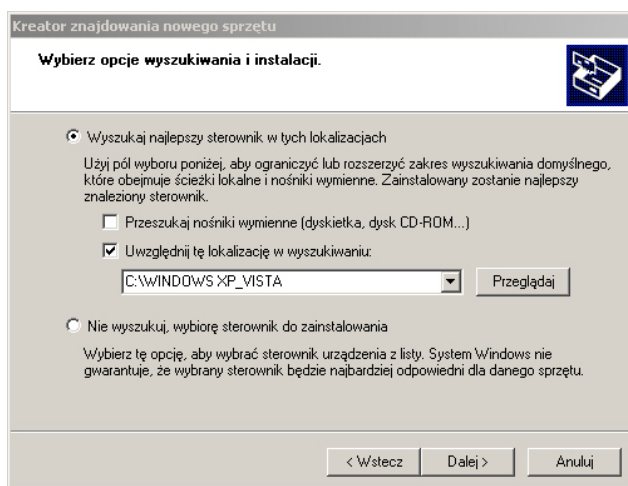 Kreator znajdowania nowego sprzętu
Wybierz opcje wyszukiwania i instalacji.
Wyszukaj najlepszy sterownik w tych lokalizacjach
Użyj pól wyboru poniżej, aby ograniczyć lub rozszerzyć zakres wyszukiwania domyślnego,
które obejmuje ścieżki lokalne i nośniki wymienne. Zainstalowany zostanie najlepszy
znaleziony sterownik.
Przeszukaj nośniki wymienne (dyskietka, dysk CD-ROM...)
Uwzględnij tę lokalizację w wyszukiwaniu:
C:\WINDOWS XP_VISTA
Przeglądaj
Nie wyszukuj, wybiorę sterownik do zainstalowania
Wybierz tę opcję, aby wybrać sterownik urządzenia z listy. System Windows nie
gwarantuje, że wybrany sterownik będzie najbardziej odpowiedni dla danego sprzętu.
< Wstecz
Dalej >
Anuluj